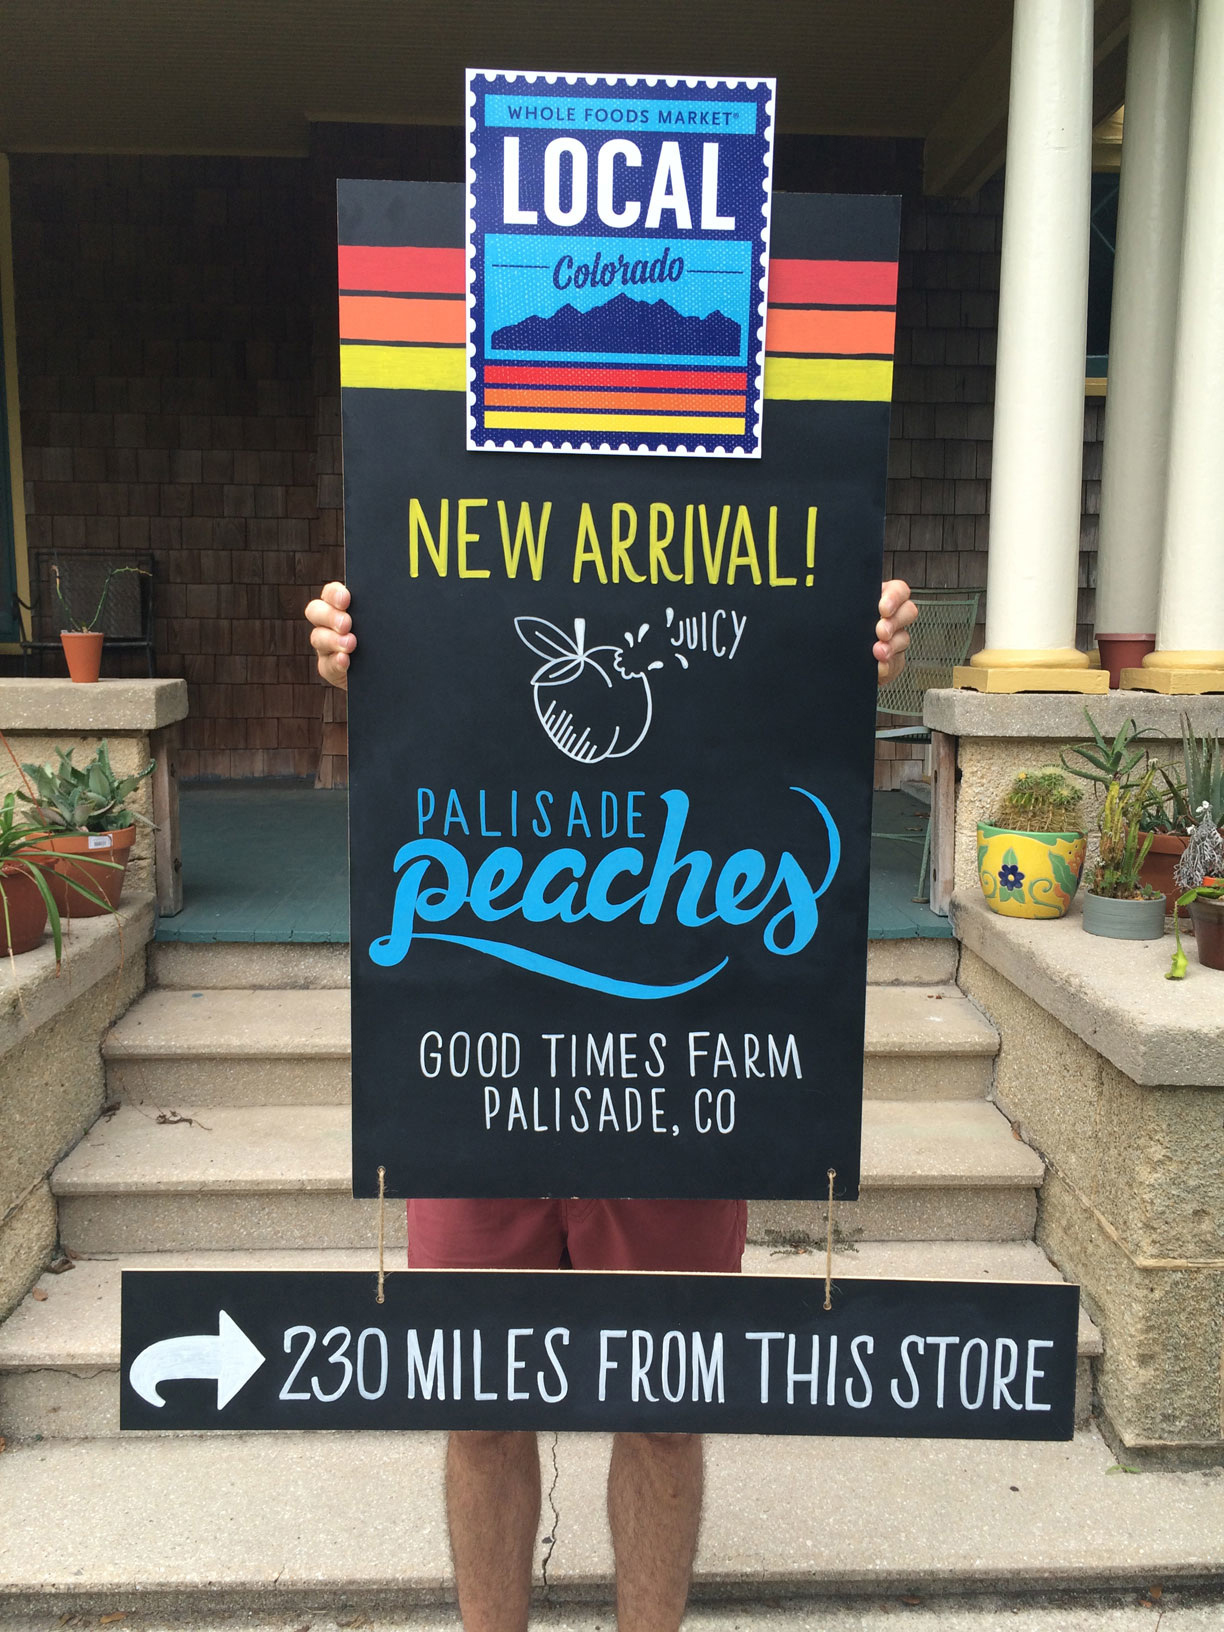 WHOLE FOODS MARKET®
LOCAL
Colorado
NEW ARRIVAL!
JUICY
PALISADE
peaches
GOOD TIMES FARM
PALISADE, CO
230 MILES FROM THIS STORE